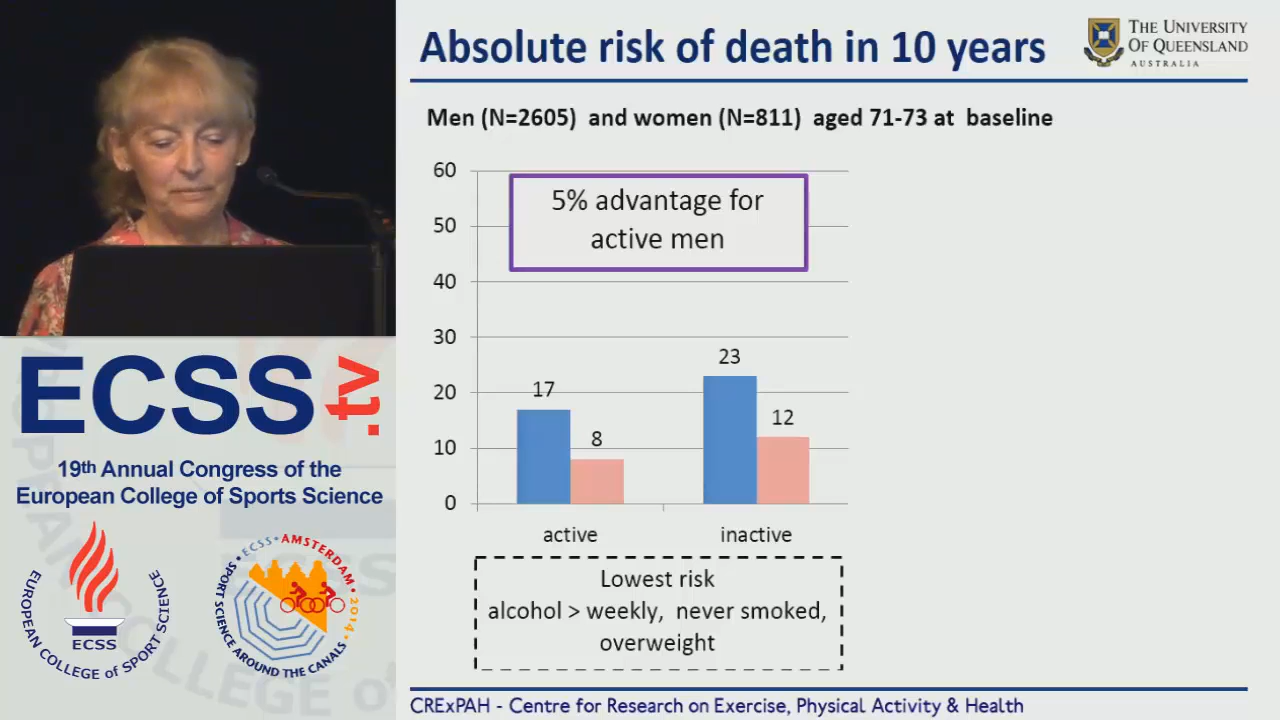 Absolute risk of death in 10 years
THE UNIVERSITY
OF QUEENSLAND
AUSTRALIA
Men (N=2605) and women (N=811) aged 71-73 at baseline
60
50
40
30
20
10
0
5% advantage for
active men
17
8
23
12
active
inactive
Lowest risk
alcohol > weekly, never smoked,
overweight
CRExPAH - Centre for Research on Exercise, Physical Activity & Health
ECSS.tv
19th Annual Congress of the
European College of Sports Science
EUROPEAN COLLEGE OF SPORT SCIENCE
ECSS
ECSS • AMSTERDAM 2014 •
SPORT SCIENCE AROUND THE CANALS